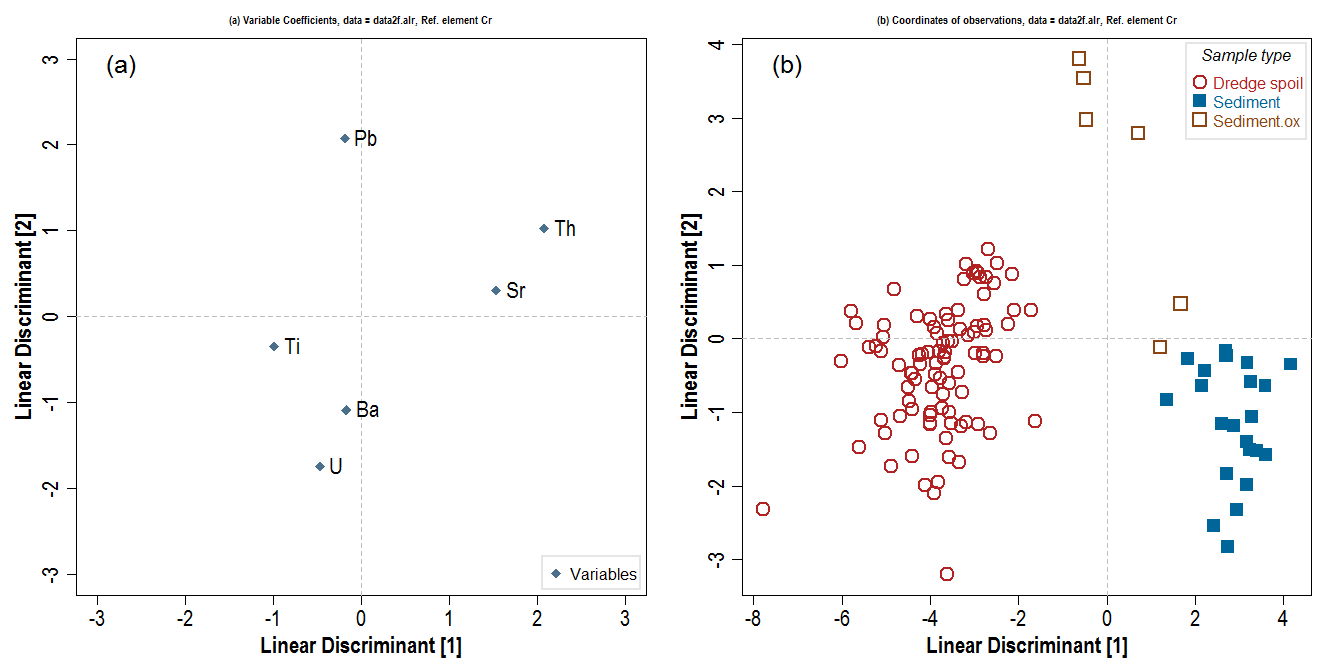 (a) Variable Coefficients, data = data2f.alr, Ref. element Cr
(a)
3
2
1
0
-1
-2
-3
Linear Discriminant [2]
Pb
Th
Sr
Ti
Ba
U
Variables
-3
-2
-1
0
1
2
3
Linear Discriminant [1]
(b) Coordinates of observations, data = data2f.alr, Ref. element Cr
(b)
4
3
2
1
0
-1
-2
-3
Linear Discriminant [2]
Sample type
Dredge spoil
Sediment
Sediment.ox
-8
-6
-4
-2
0
2
4
Linear Discriminant [1]